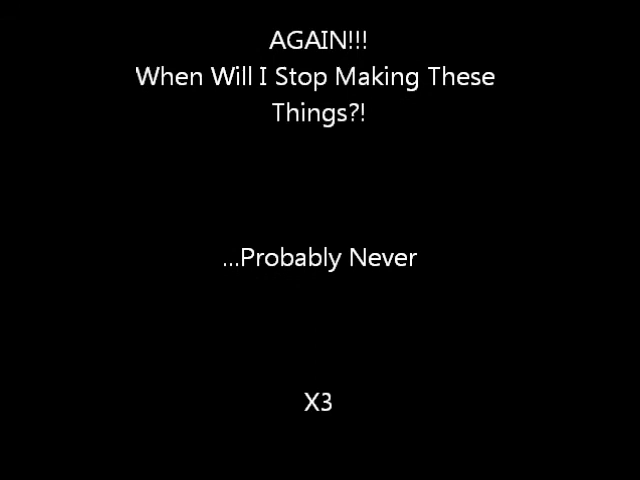 AGAIN!!!
When Will I Stop Making These
Things?!
...Probably Never
X3